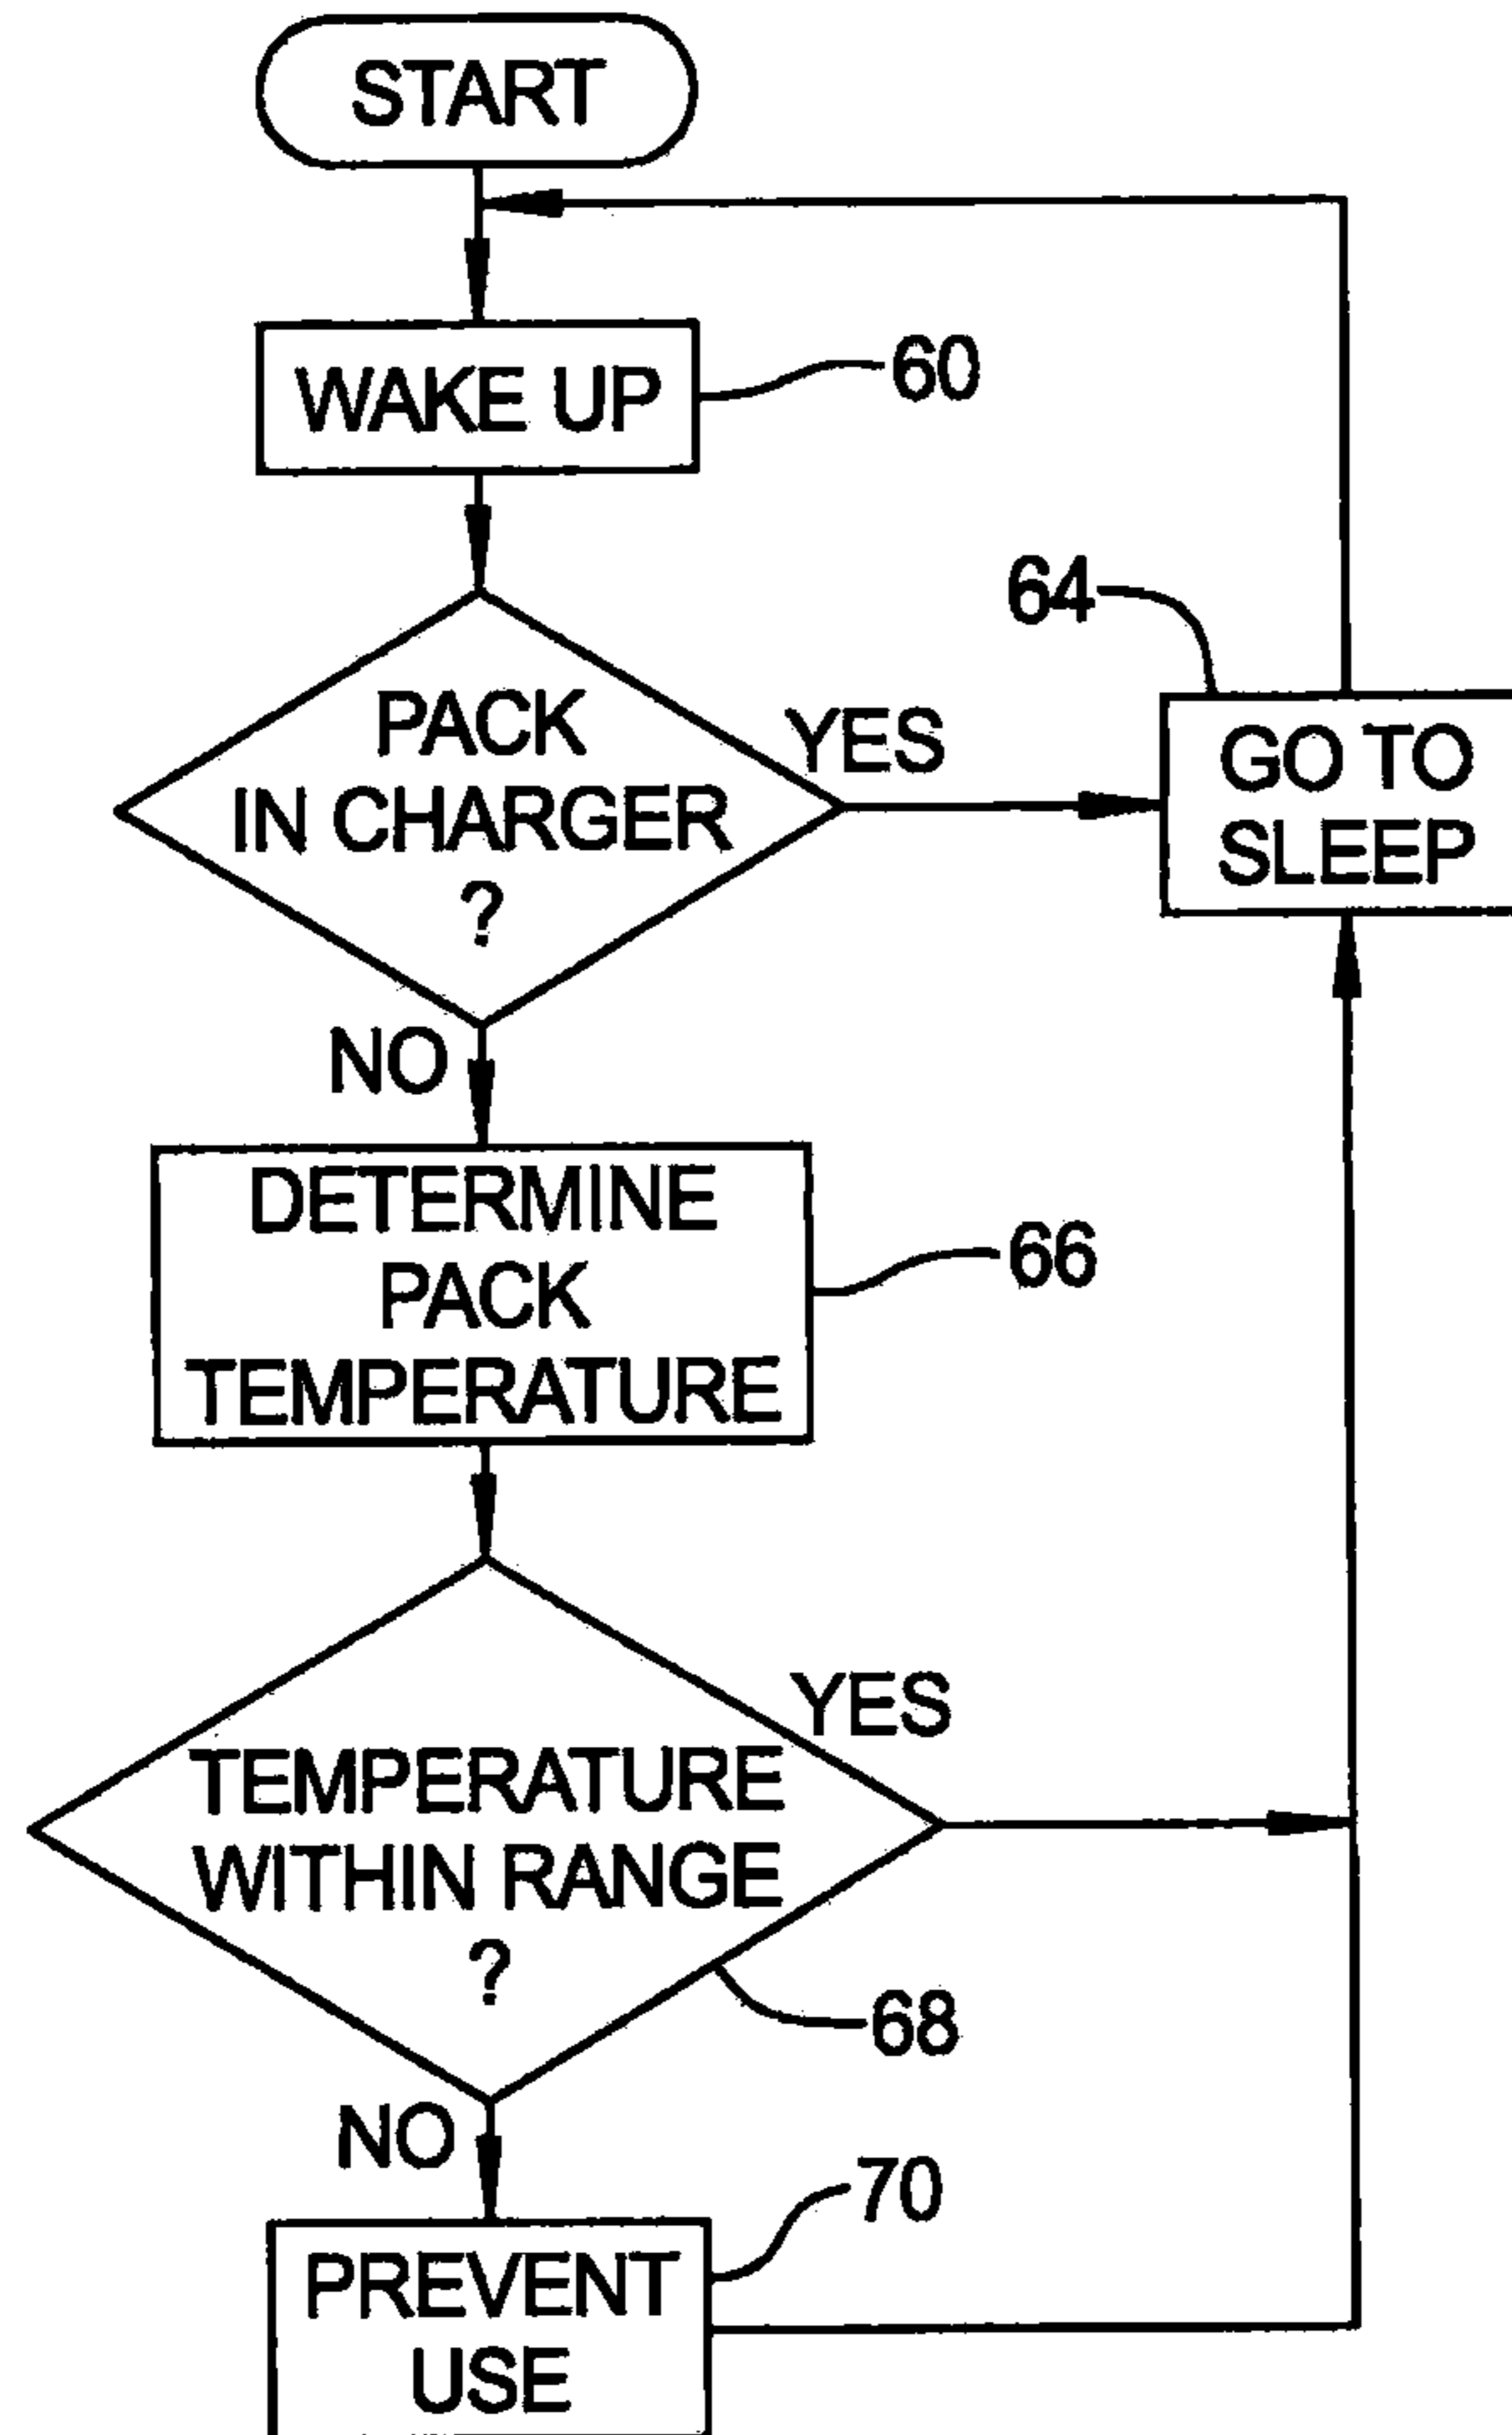 START
WAKE UP
60
64
PACK
IN CHARGER
?
YES
GO TO
SLEEP
NO
DETERMINE
PACK
TEMPERATURE
66
YES
TEMPERATURE
WITHIN RANGE
?
68
NO
70
PREVENT
USE